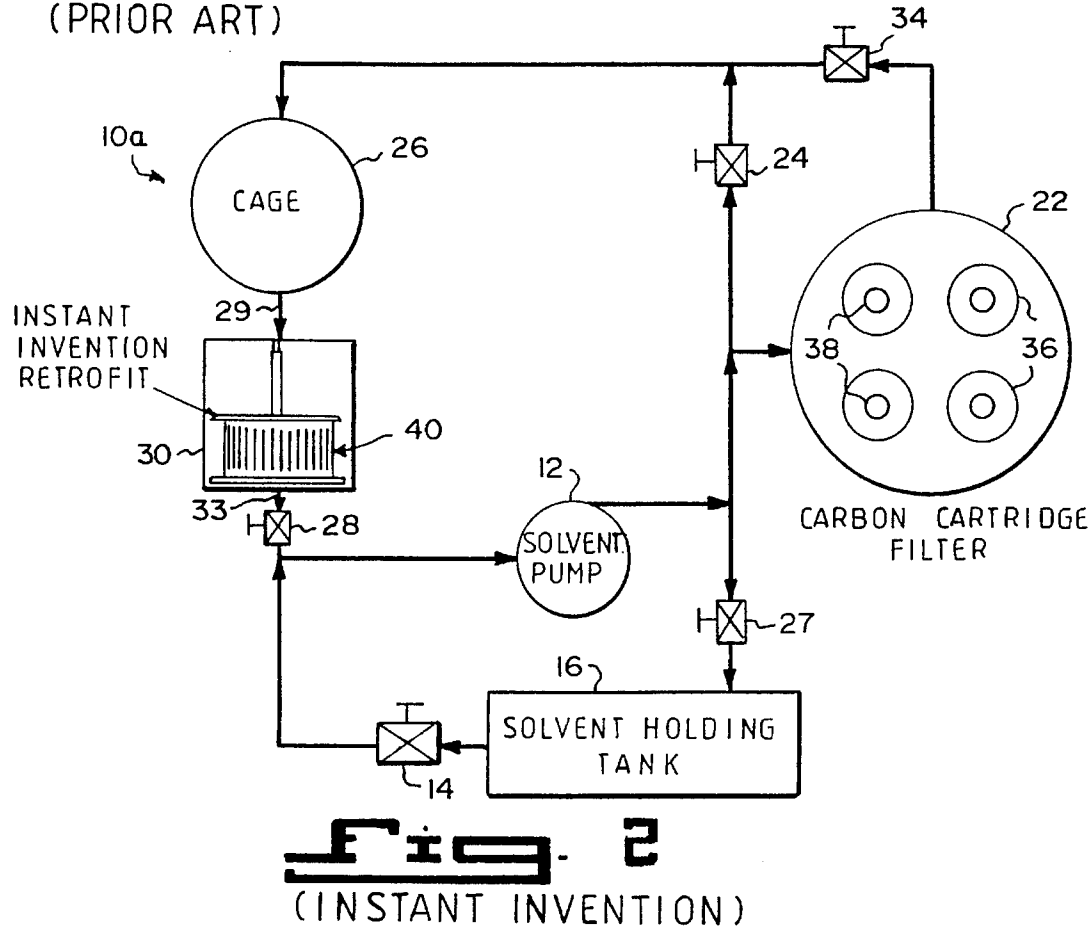 (PRIOR ART)
34
10a
26
24
CAGE
22
29
INSTANT
INVENTION
RETROFIT
38
36
30
40
12
33
28
SOLVENT
PUMP
CARBON CARTRIDGE
FILTER
27
16
SOLVENT HOLDING
TANK
14
Fig. 2
(INSTANT INVENTION)